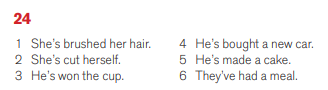 24
1 She's brushed her hair.
2 She's cut herself.
3 He's won the cup.
4 He's bought a new car.
5 He's made a cake.
6 They've had a meal.